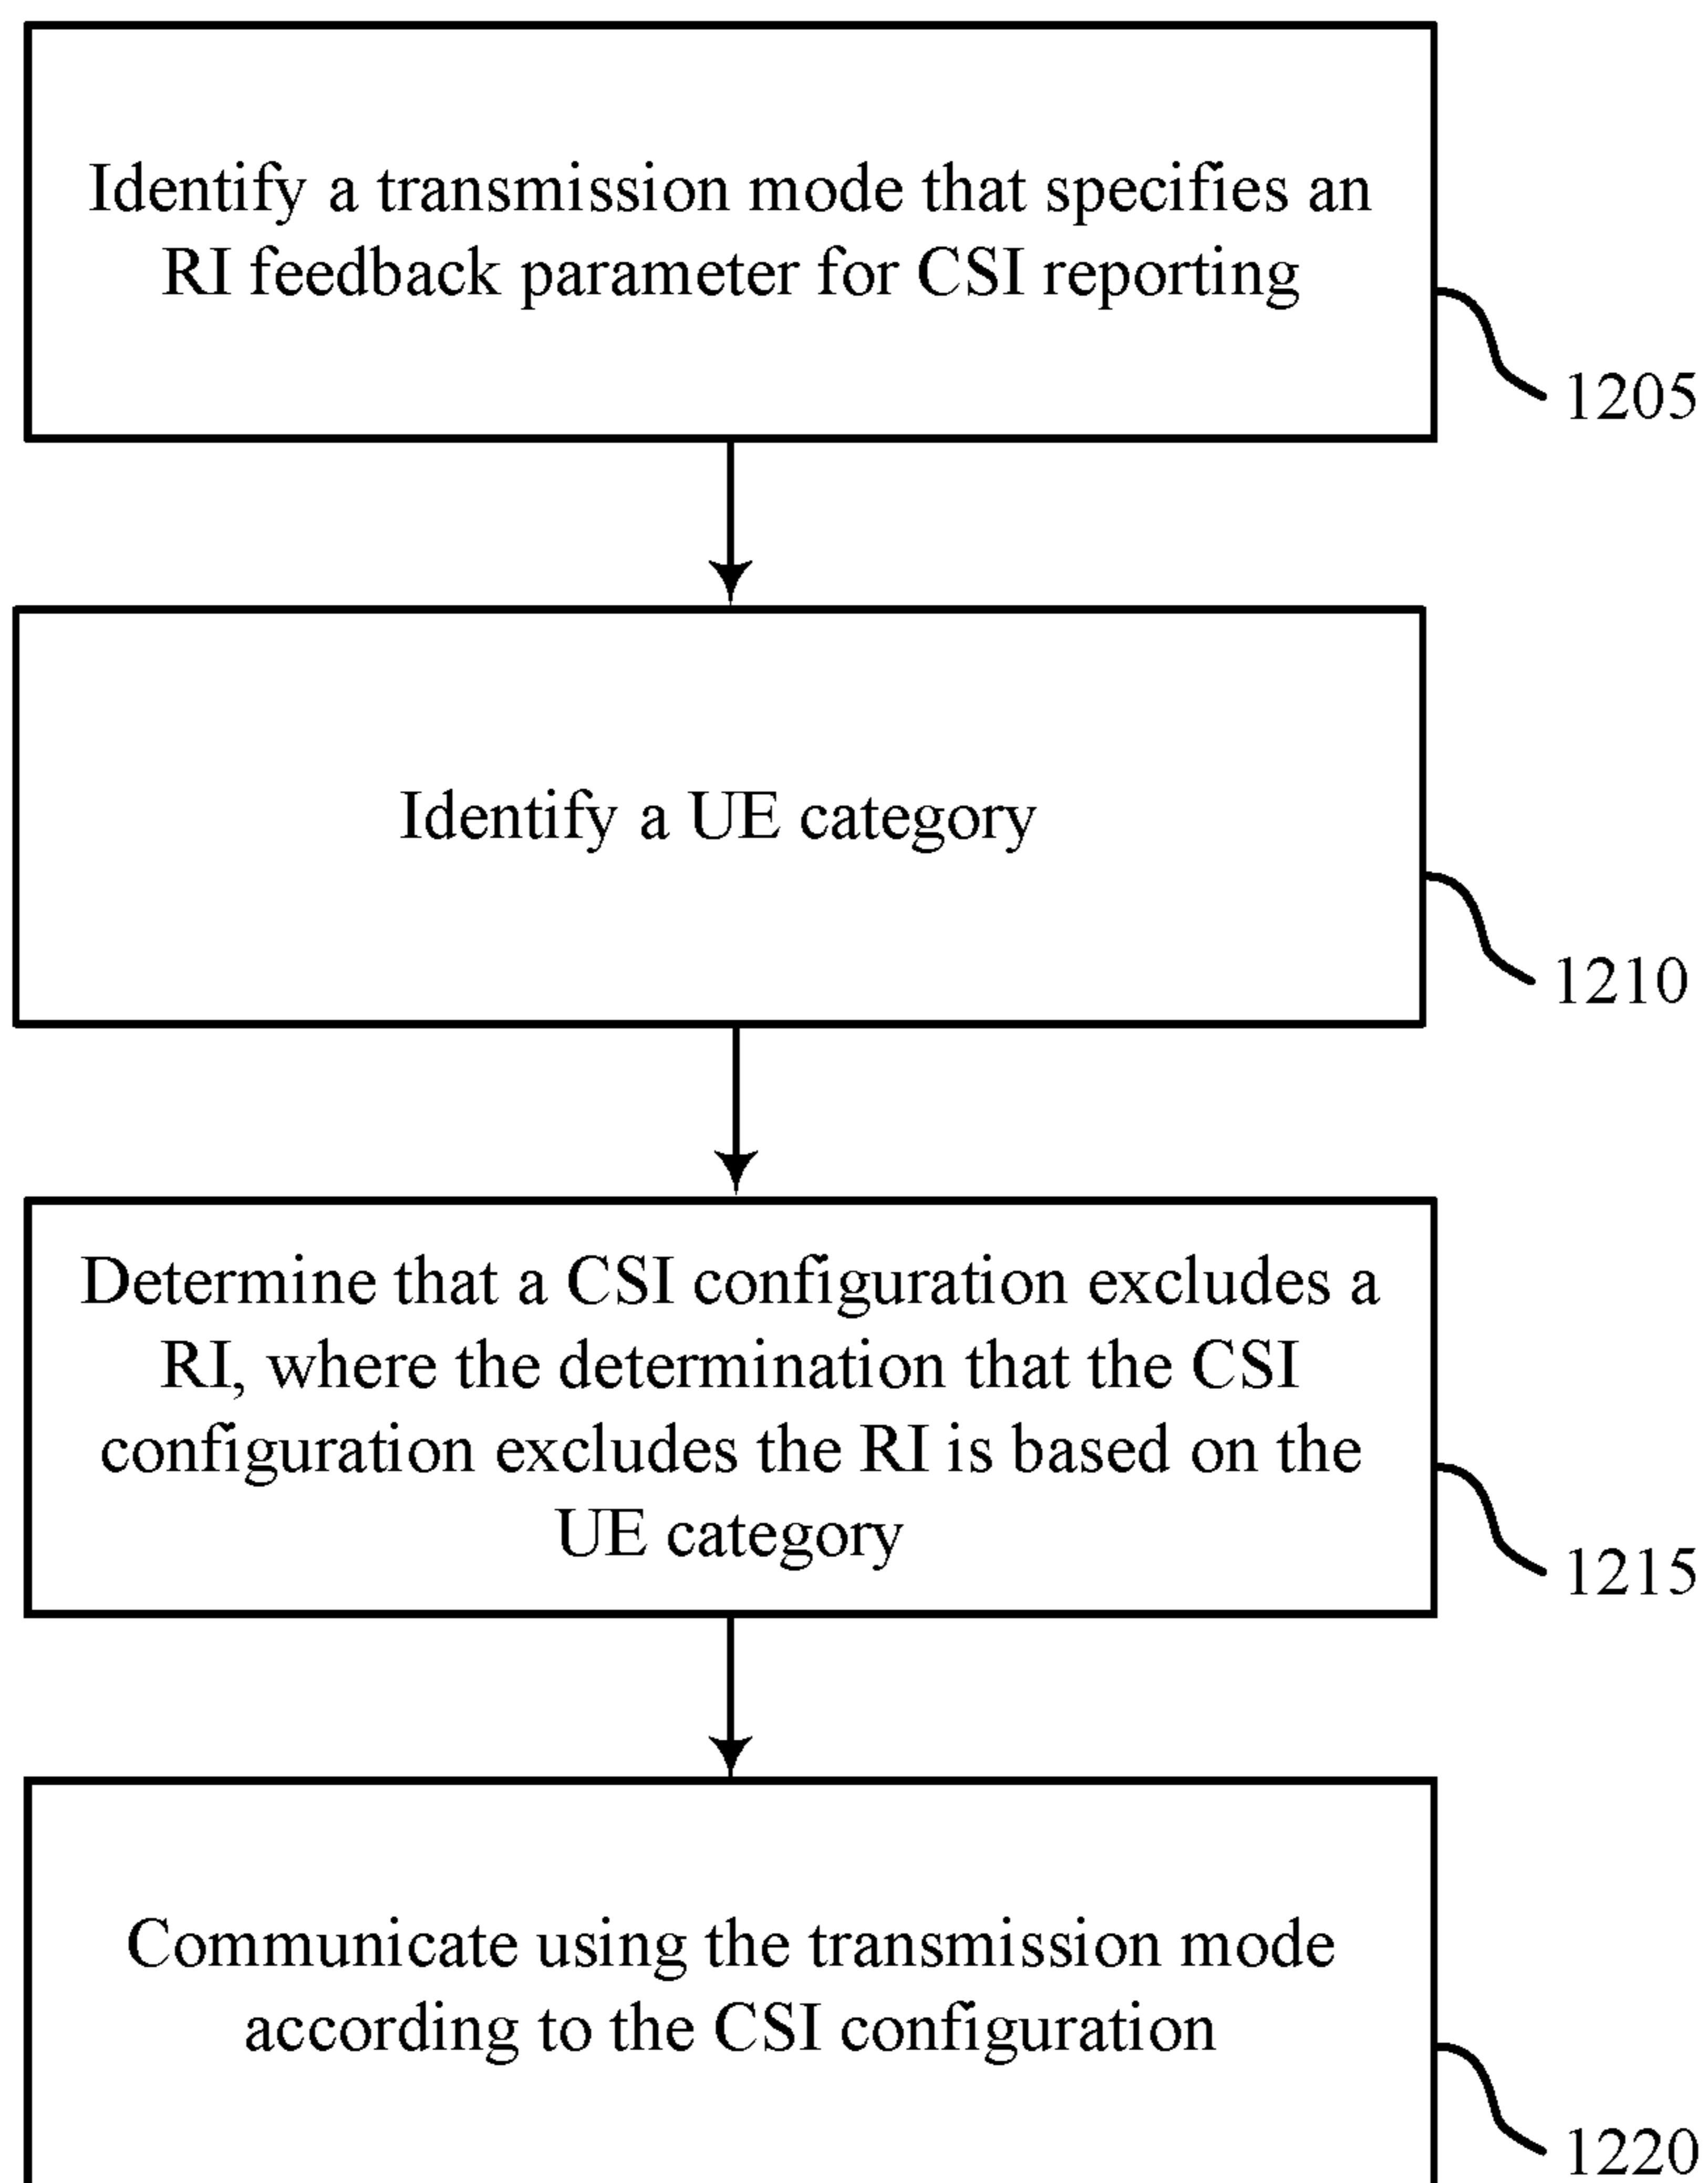 Identify a transmission mode that specifies an
RI feedback parameter for CSI reporting
1205
Identify a UE category
1210
Determine that a CSI configuration excludes a
RI, where the determination that the CSI
configuration excludes the RI is based on the
UE category
1215
Communicate using the transmission mode
according to the CSI configuration
1220